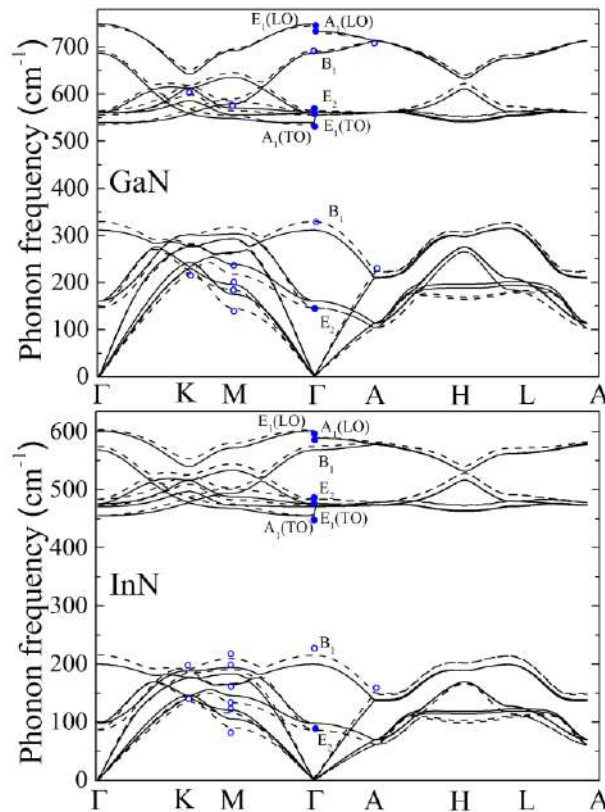 Phonon frequency (cm⁻¹)
700
600
500
400
300
200
100
0
GaN
E₁(LO) A₁(LO)
B₁
E₂
E₁(TO)
A₁(TO)
B₁
E₂
Γ K M Γ A H L A
Phonon frequency (cm⁻¹)
600
500
400
300
200
100
0
InN
E₁(LO) A₁(LO)
B₁
E₂
E₁(TO)
A₁(TO)
B₁
E₂
Γ K M Γ A H L A